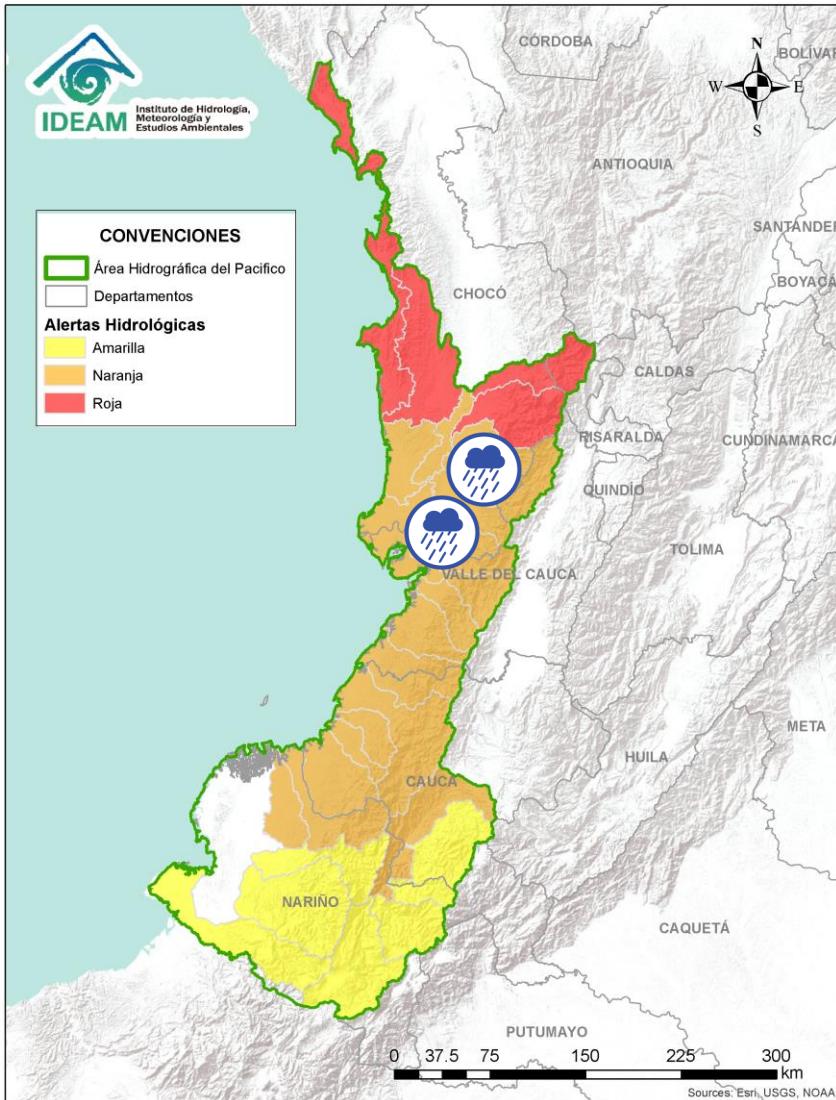 IDEAM
Instituto de Hidrología,
Meteorología y
Estudios Ambientales
CONVENCIONES
Área Hidrográfica del Pacifico
Departamentos
Alertas Hidrológicas
Amarilla
Naranja
Roja
N
W
E
S
CÓRDOBA
BOLÍVAR
ANTIOQUIA
SANTANDER
BOYACÁ
CHOCÓ
CALDAS
RISARALDA
CUNDINAMARCA
QUINDÍO
TOLIMA
VALLE DEL CAUCA
META
HUILA
CAUCA
NARIÑO
CAQUETÁ
PUTUMAYO
0 37.5 75 150 225 300
km
Sources: Esri, USGS, NOAA